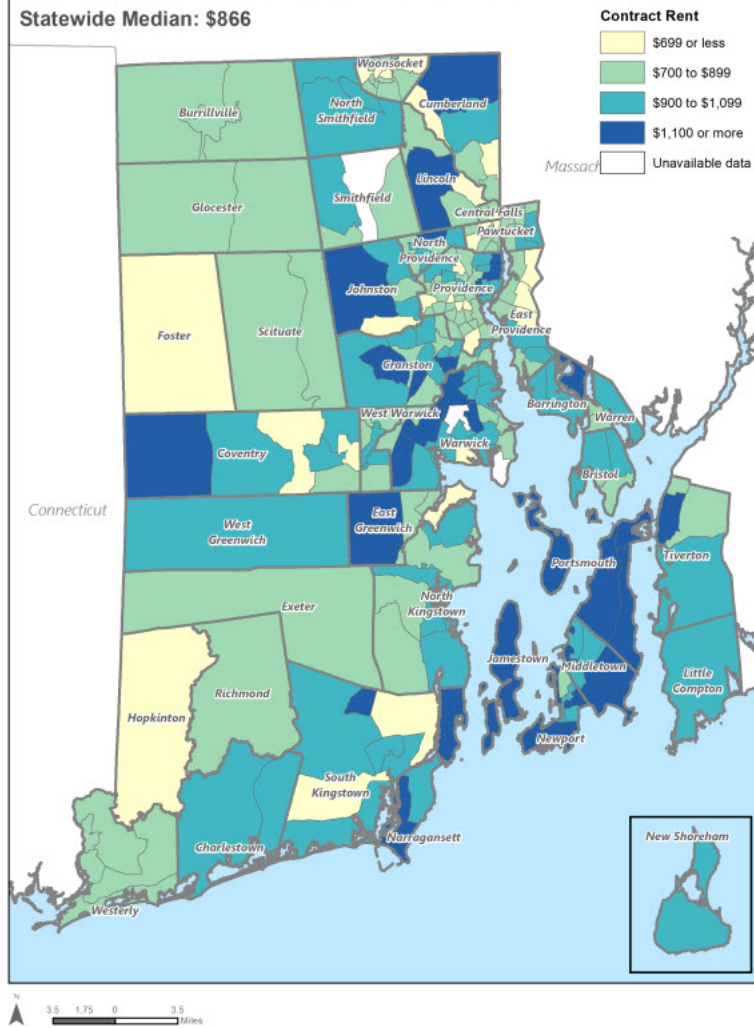 Statewide Median: $866
Contract Rent
$699 or less
$700 to $899
$900 to $1,099
$1,100 or more
Unavailable data
Woonsocket
Burrillville
North
Smithfield
Cumberland
Massach
Lincoln
Smithfield
Glocester
Central Falls
Pawtucket
North
Providence
Johnston
Providence
East
Providence
Foster
Scituate
Cranston
Barrington
West Warwick
Warren
Coventry
Warwick
Bristol
Connecticut
West
Greenwich
East
Greenwich
Portsmouth
Tiverton
Exeter
North
Kingstown
Jamestown
Middletown
Little
Compton
Richmond
Hopkinton
Newport
South
Kingstown
Narragansett
Charlestown
New Shoreham
Westerly
N
3.5 1.75 0 3.5
Miles